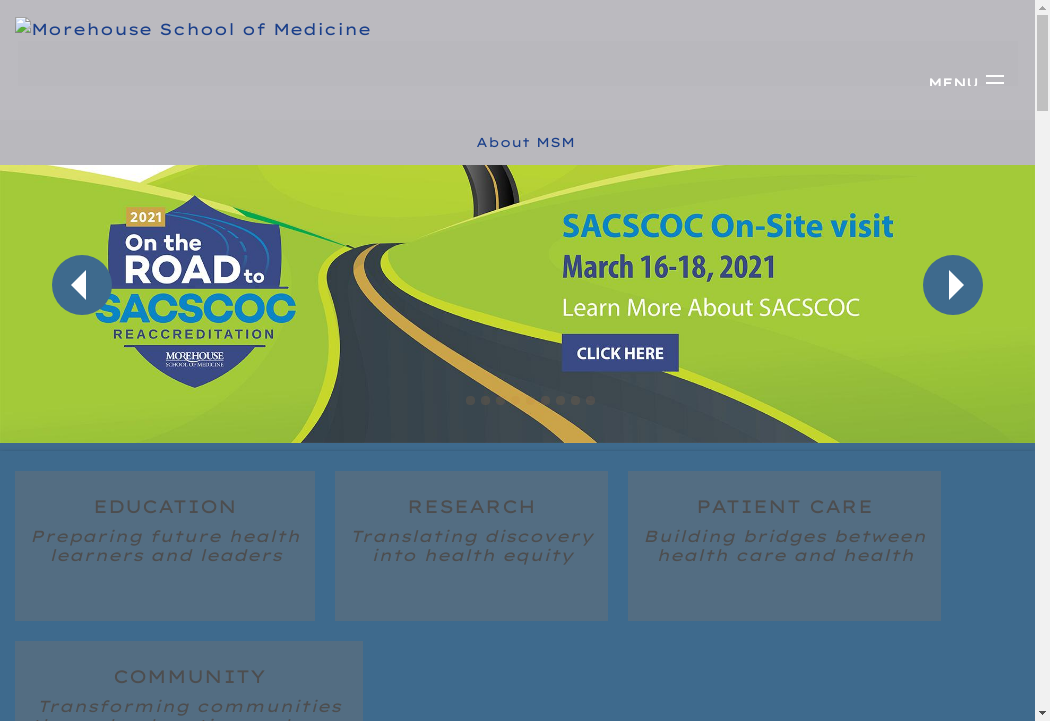 Morehouse School of Medicine
MENU
About MSM
2021
On the
ROAD to
SACSCOC
REACCREDITATION
MOREHOUSE
SCHOOL OF MEDICINE
SACSCOC On-Site visit
March 16-18, 2021
Learn More About SACSCOC
CLICK HERE
EDUCATION
Preparing future health
learners and leaders
RESEARCH
Translating discovery
into health equity
PATIENT CARE
Building bridges between
health care and health
COMMUNITY
Transforming communities